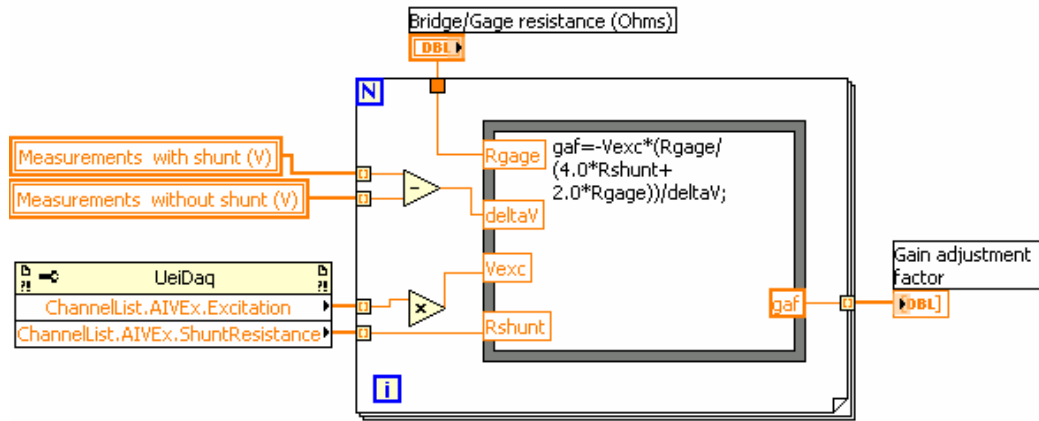 Bridge/Gage resistance (Ohms)
DBL
N
Measurements with shunt (V)
Measurements without shunt (V)
Rgage
gaf=-Vexc*(Rgage/
(4.0*Rshunt+
2.0*Rgage))/deltaV;
deltaV
UeiDaq
ChannelList.AIVEx.Excitation
ChannelList.AIVEx.ShuntResistance
Vexc
Rshunt
gaf
Gain adjustment
factor
DBL]
i